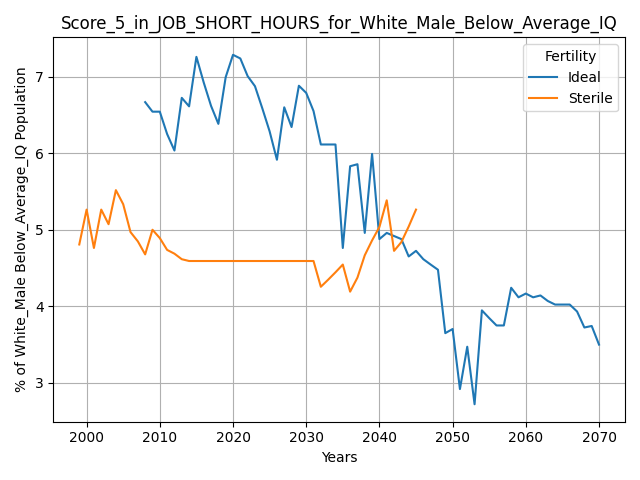 Score_5_in_JOB_SHORT_HOURS_for_White_Male_Below_Average_IQ
% of White_Male Below_Average_IQ Population
7
6
5
4
3
Fertility
Ideal
Sterile
2000 2010 2020 2030 2040 2050 2060 2070
Years